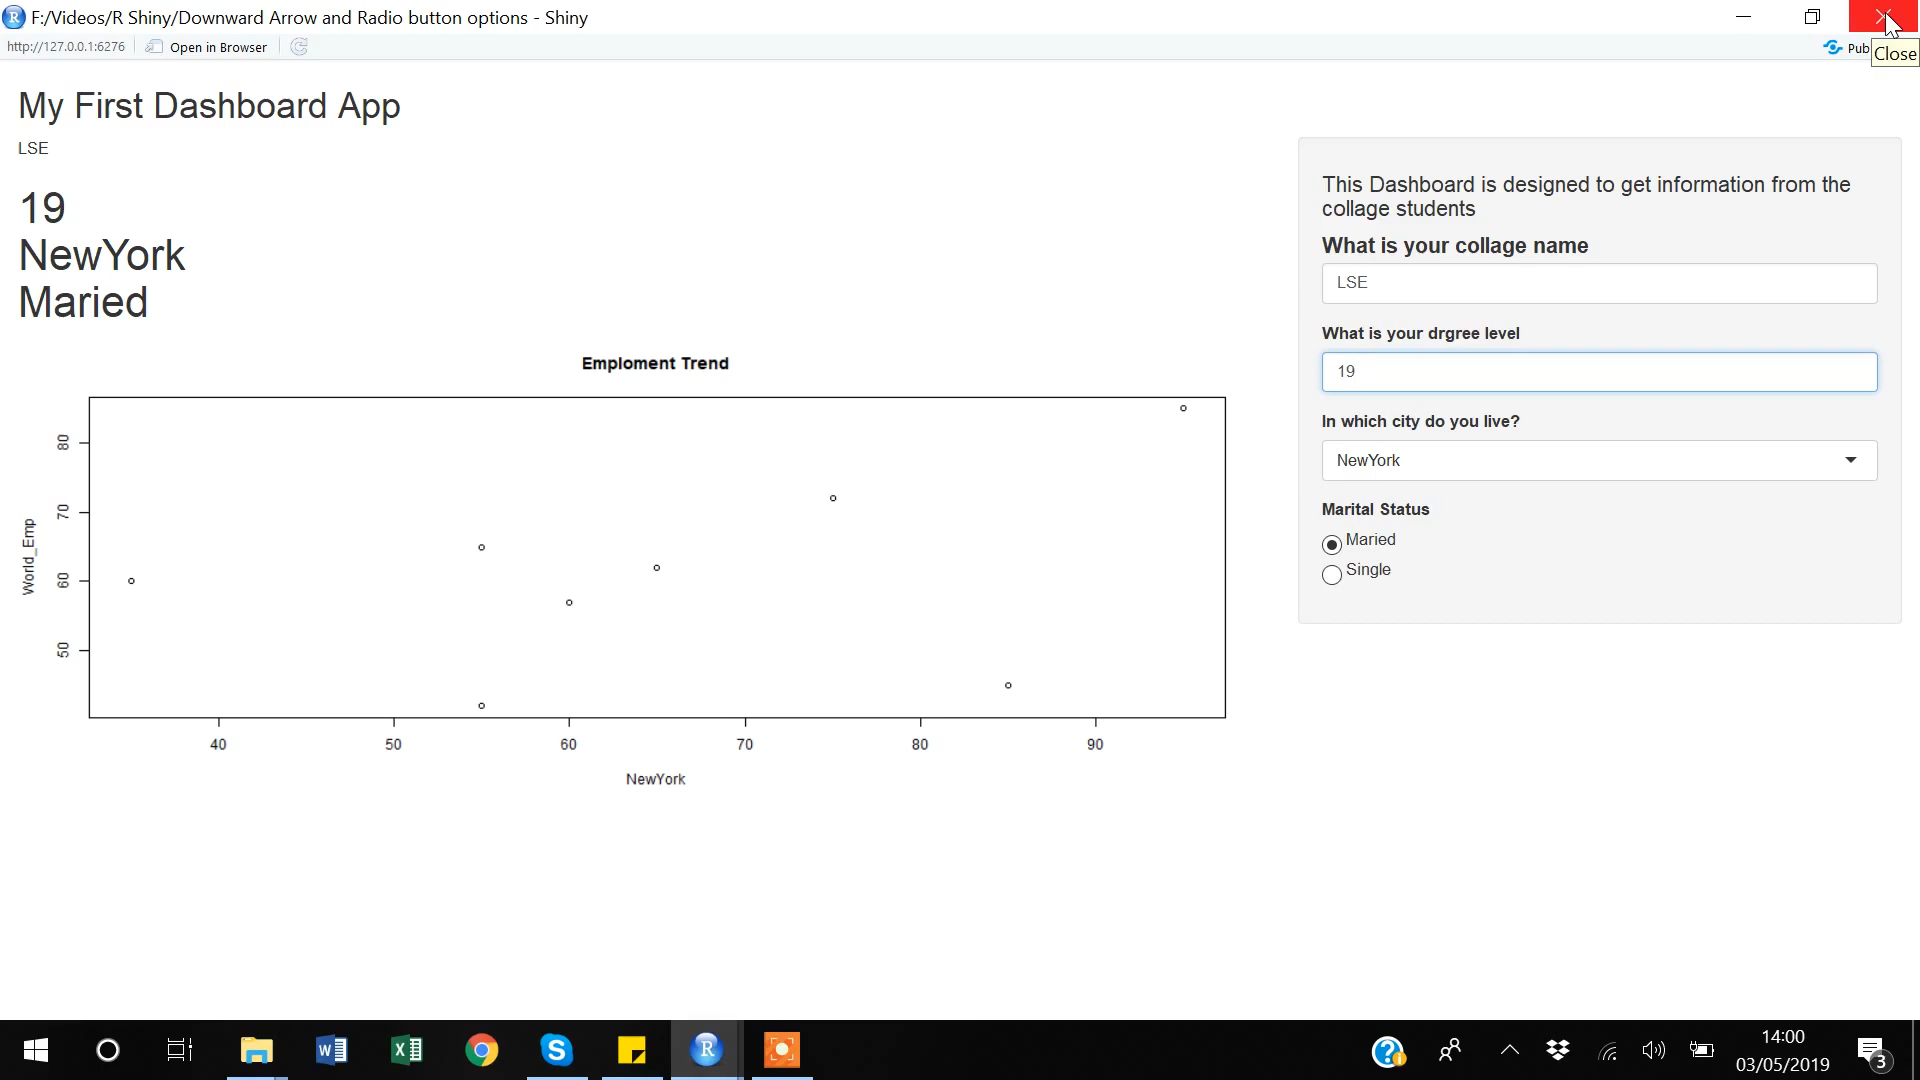 F:/Videos/R Shiny/Downward Arrow and Radio button options - Shiny
http://127.0.0.1:6276
Open in Browser
Pub
Close
My First Dashboard App
LSE
19
NewYork
Maried
Emploment Trend
World_Emp
80
70
60
50
40
50
60
70
80
90
NewYork
This Dashboard is designed to get information from the
collage students
What is your collage name
LSE
What is your drgree level
19
In which city do you live?
NewYork
Marital Status
Maried
Single
14:00
03/05/2019
3